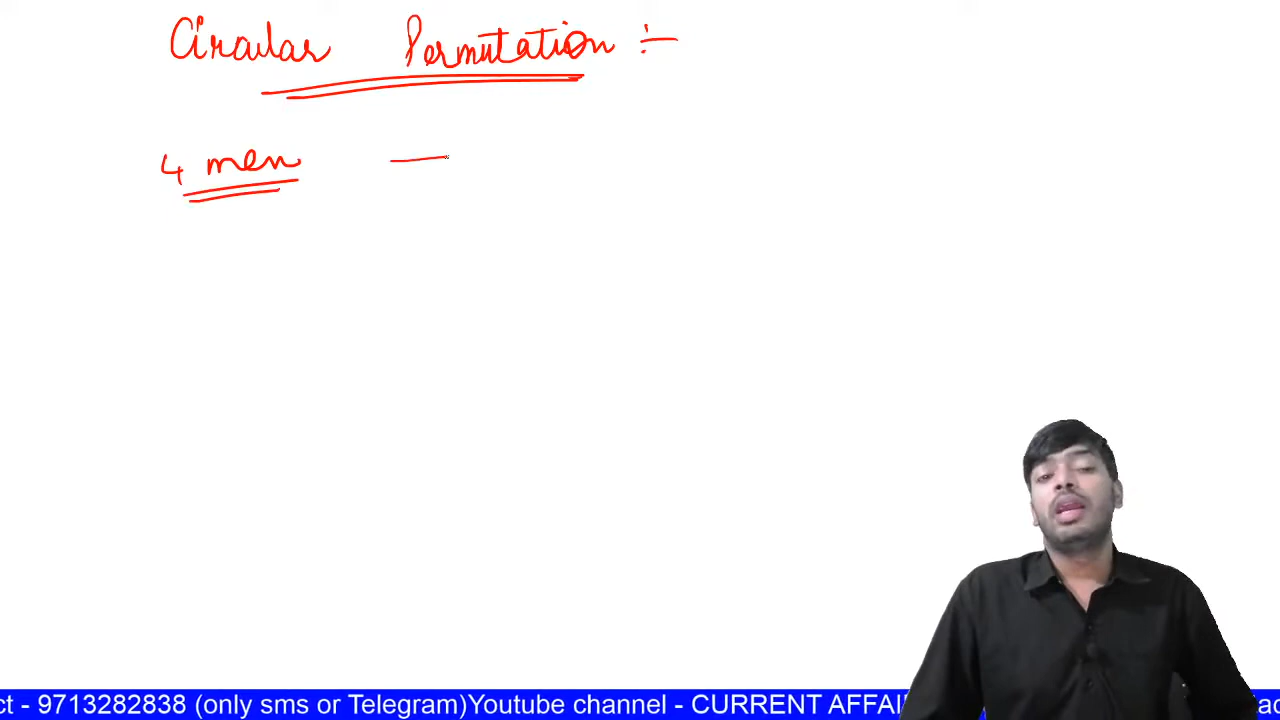 Circular Permutation :-
4 men
ct - 9713282838 (only sms or Telegram)Youtube channel - CURRENT AFFAI